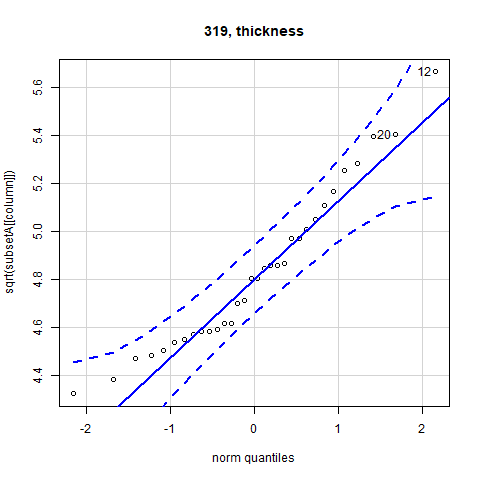 319, thickness
sqrt(subsetA[[column]])
5.6
5.4
5.2
5.0
4.8
4.6
4.4
12
20
-2 -1 0 1 2
norm quantiles